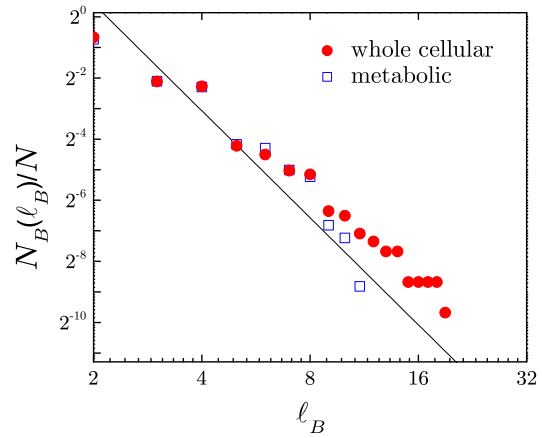 2^0
2^-2
2^-4
2^-6
2^-8
2^-10
N_B(ℓ_B)/N
whole cellular
metabolic
2 4 8 16 32
ℓ_B